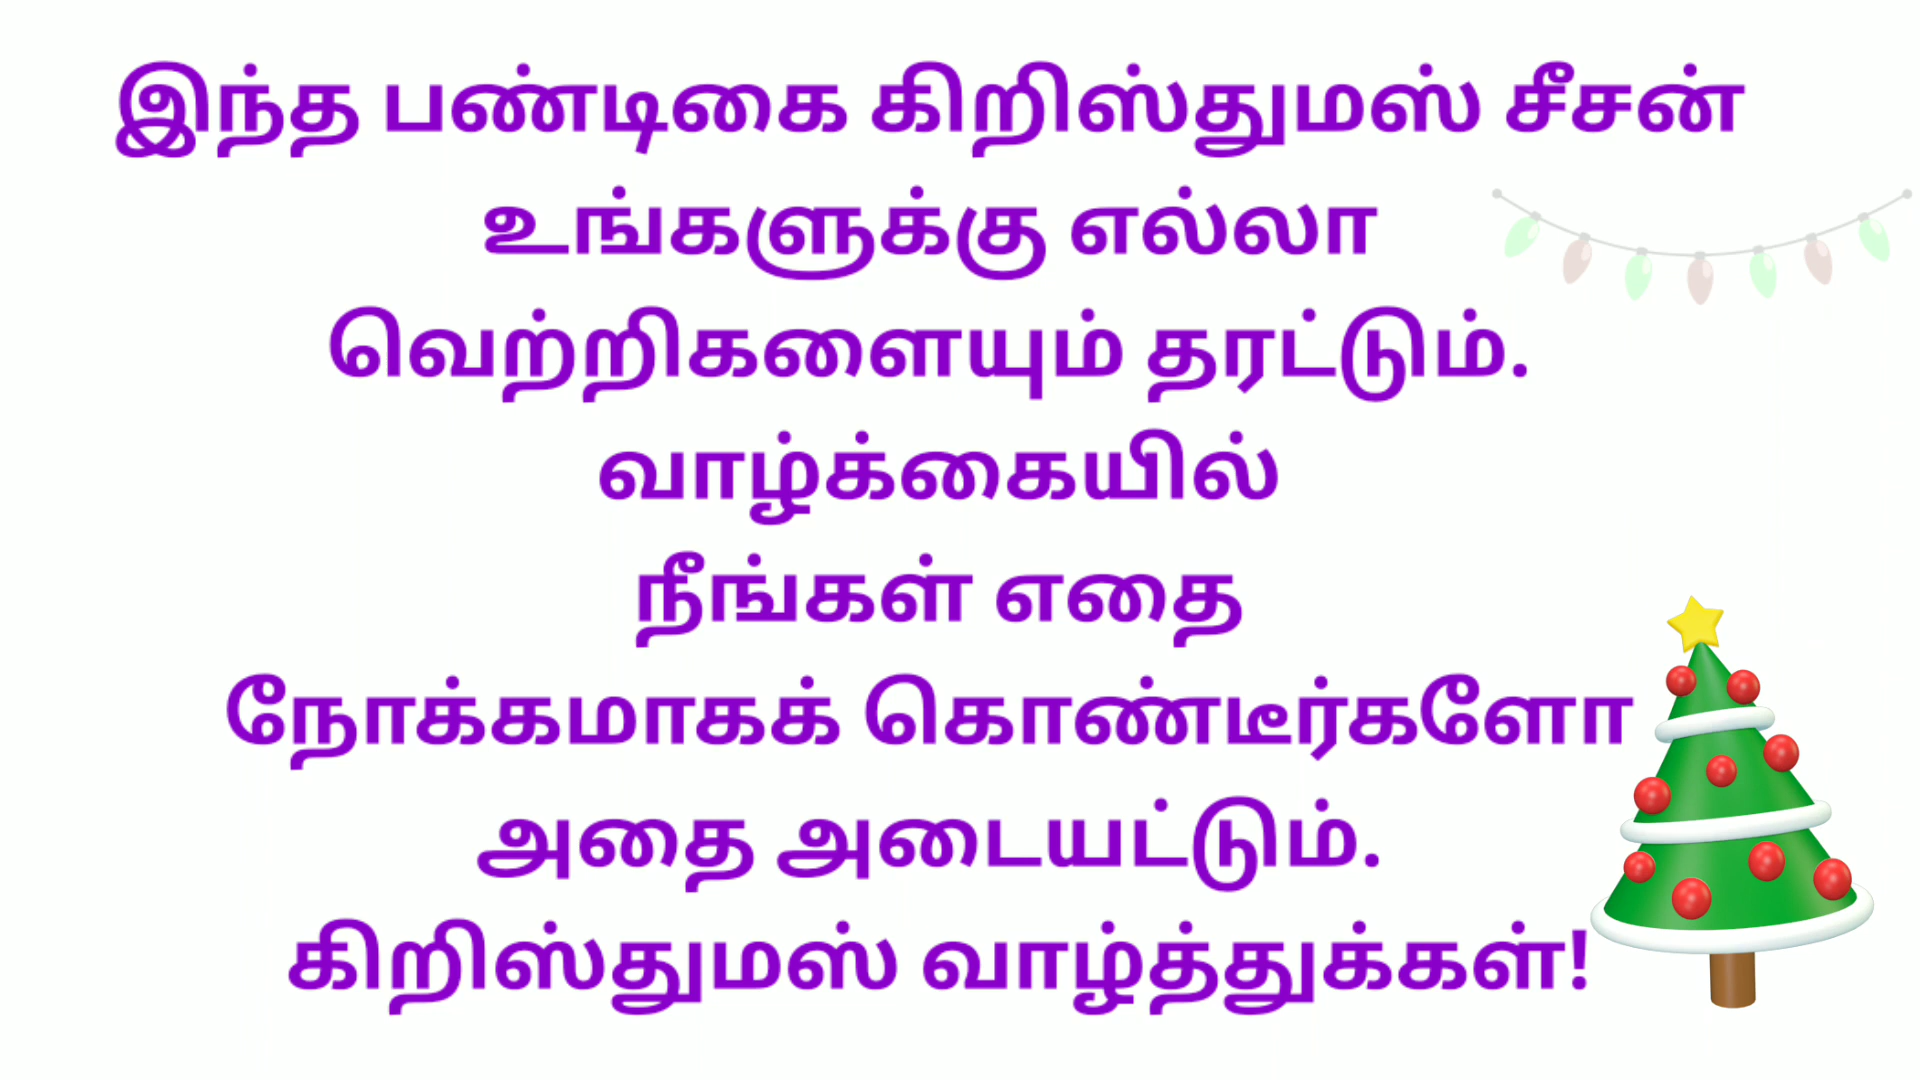 இந்த பண்டிகை கிறிஸ்துமஸ் சீசன்
உங்களுக்கு எல்லா
வெற்றிகளையும் தரட்டும்.
வாழ்க்கையில்
நீங்கள் எதை
நோக்கமாகக் கொண்டீர்களோ
அதை அடையட்டும்.
கிறிஸ்துமஸ் வாழ்த்துக்கள்!